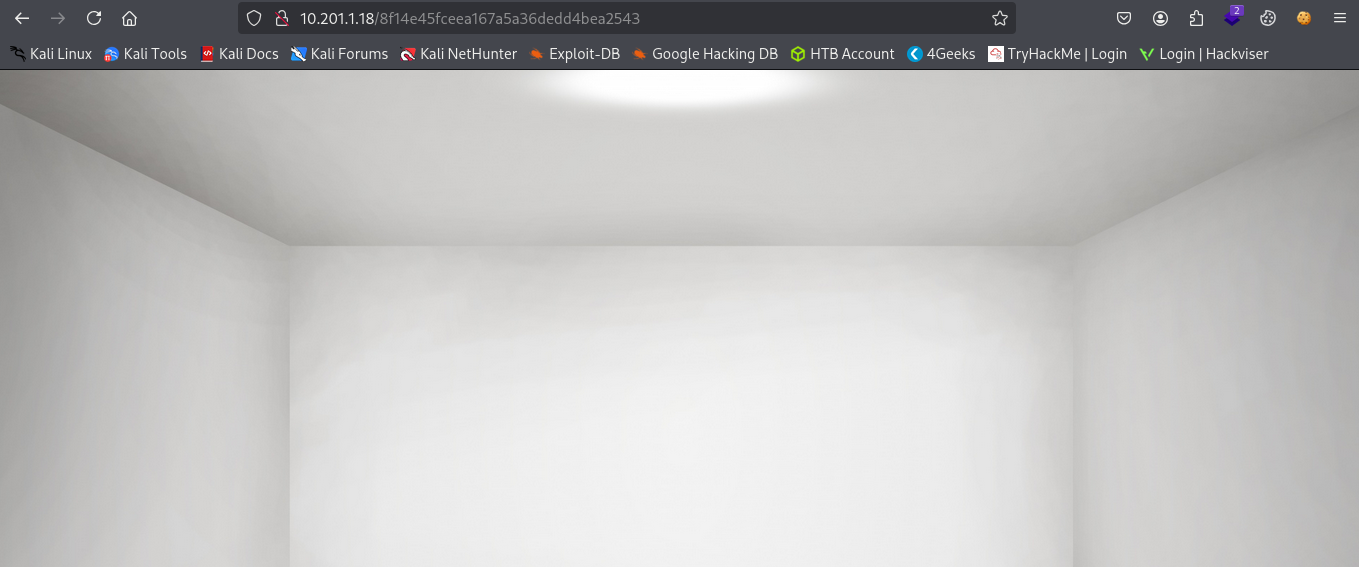 10.201.1.18/8f14e45fceea167a5a36dedd4bea2543
2
Kali Linux Kali Tools Kali Docs Kali Forums Kali NetHunter Exploit-DB Google Hacking DB HTB Account 4Geeks TryHackMe | Login Login | Hackviser